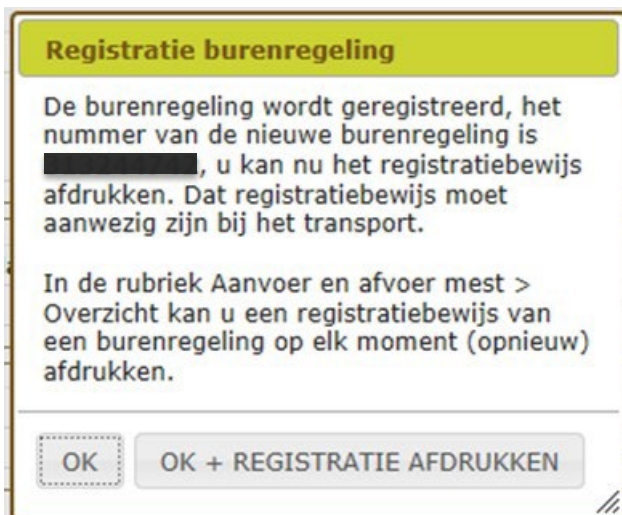 Registratie burenregeling
De burenregeling wordt geregistreerd, het
nummer van de nieuwe burenregeling is
, u kan nu het registratiebewijs
afdrukken. Dat registratiebewijs moet
aanwezig zijn bij het transport.
In de rubriek Aanvoer en afvoer mest >
Overzicht kan u een registratiebewijs van
een burenregeling op elk moment (opnieuw)
afdrukken.
OK
OK + REGISTRATIE AFDRUKKEN